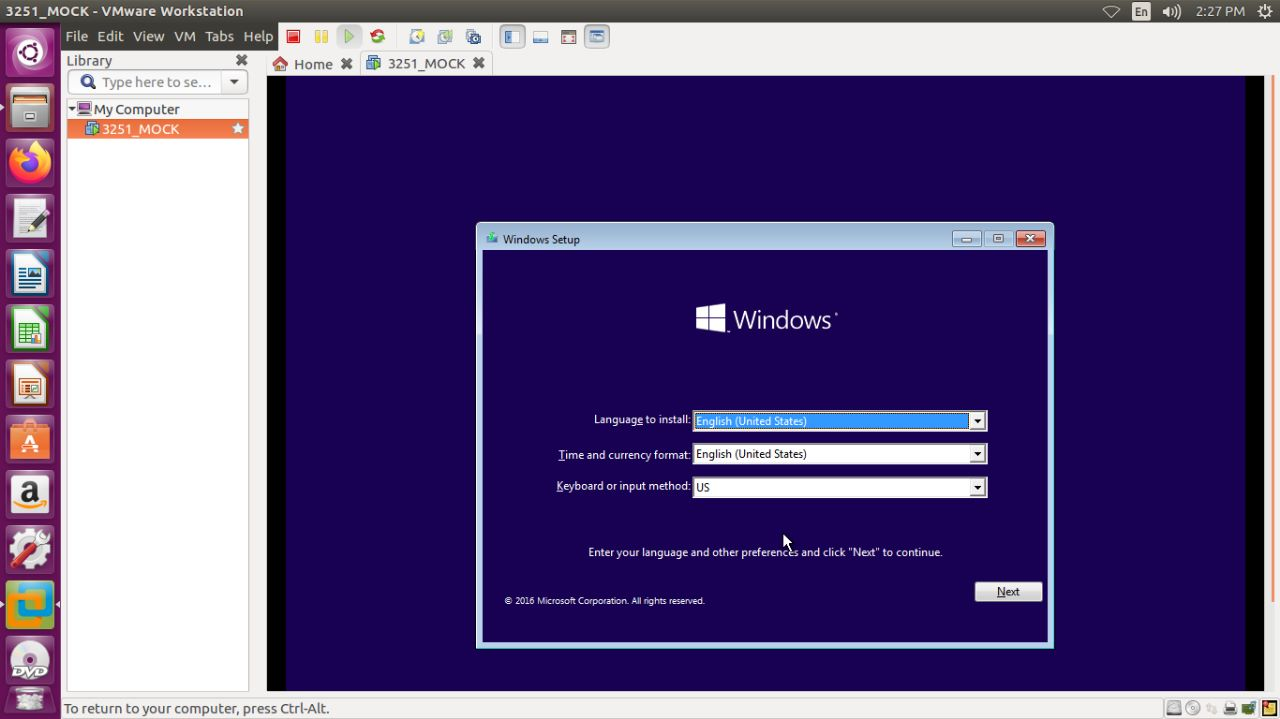 3251_MOCK - VMware Workstation
En
2:27 PM
File Edit View VM Tabs Help
Library
Type here to se...
My Computer
3251_MOCK
Home
3251_MOCK
Windows Setup
Windows
Language to install: English (United States)
Time and currency format: English (United States)
Keyboard or input method: US
Enter your language and other preferences and click "Next" to continue.
© 2016 Microsoft Corporation. All rights reserved.
Next
DVD
To return to your computer, press Ctrl-Alt.